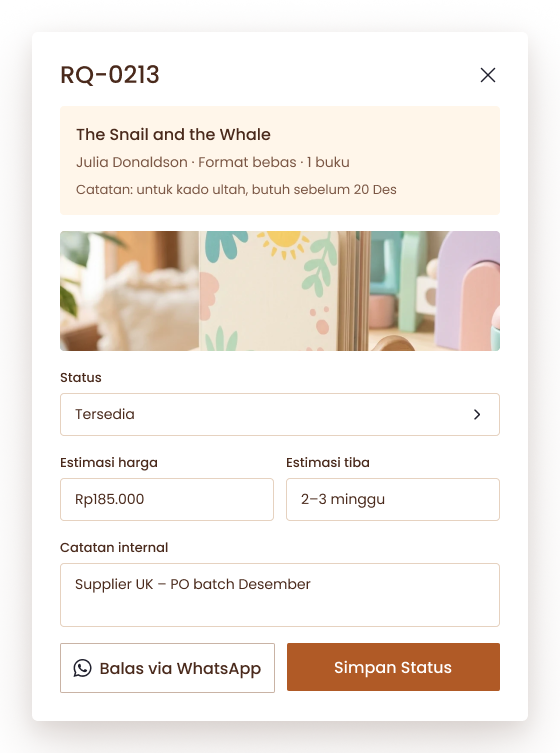 RQ-0213
The Snail and the Whale
Julia Donaldson · Format bebas · 1 buku
Catatan: untuk kado ultah, butuh sebelum 20 Des
Status
Tersedia
Estimasi harga
Estimasi tiba
Rp185.000
2–3 minggu
Catatan internal
Supplier UK – PO batch Desember
Balas via WhatsApp
Simpan Status